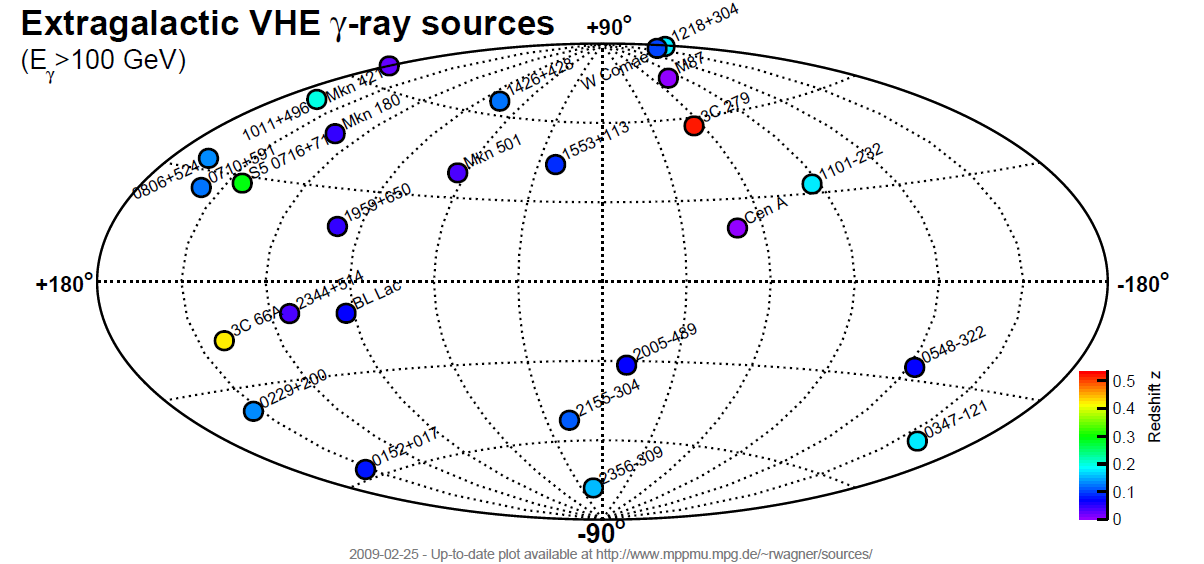 Extragalactic VHE γ-ray sources
(Eγ>100 GeV)
+90°
1218+304
W Comae
M87
Mkn 421
1426+428
1011+496
Mkn 180
3C 279
S5 0716+71
0710+591
0806+524
Mkn 501
1553+113
1101-232
1959+650
Cen A
+180°
-180°
2344+514
BL Lac
3C 66A
2005-489
0548-322
0229+200
2155-304
0347-121
0152+017
2356-309
-90°
0.5
0.4
0.3
0.2
0.1
0
Redshift z
2009-02-25 - Up-to-date plot available at http://www.mppmu.mpg.de/~rwagner/sources/